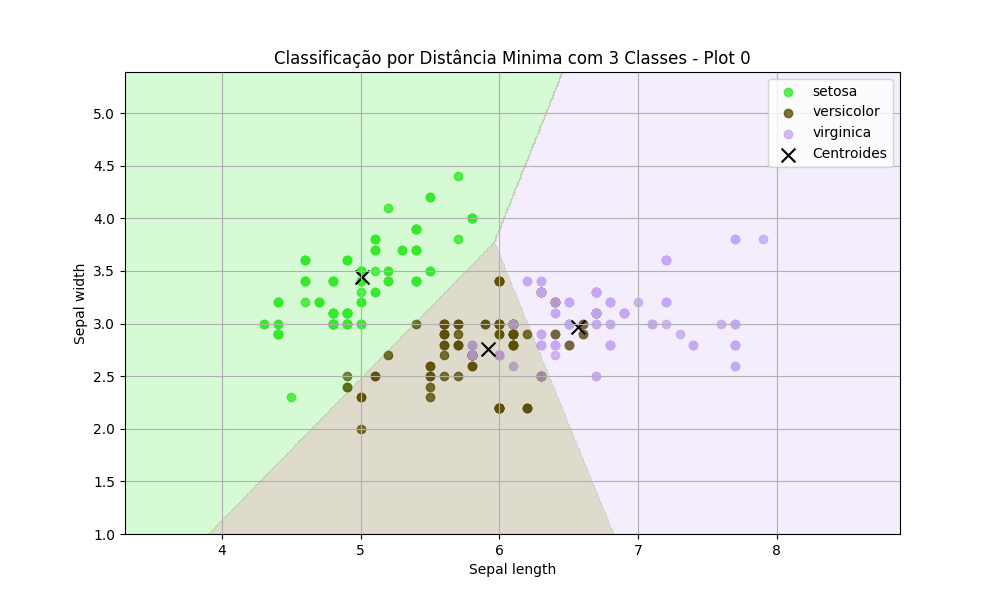 Classificação por Distância Minima com 3 Classes - Plot 0
setosa
versicolor
virginica
Centroides
Sepal width
5.0
4.5
4.0
3.5
3.0
2.5
2.0
1.5
1.0
4 5 6 7 8
Sepal length